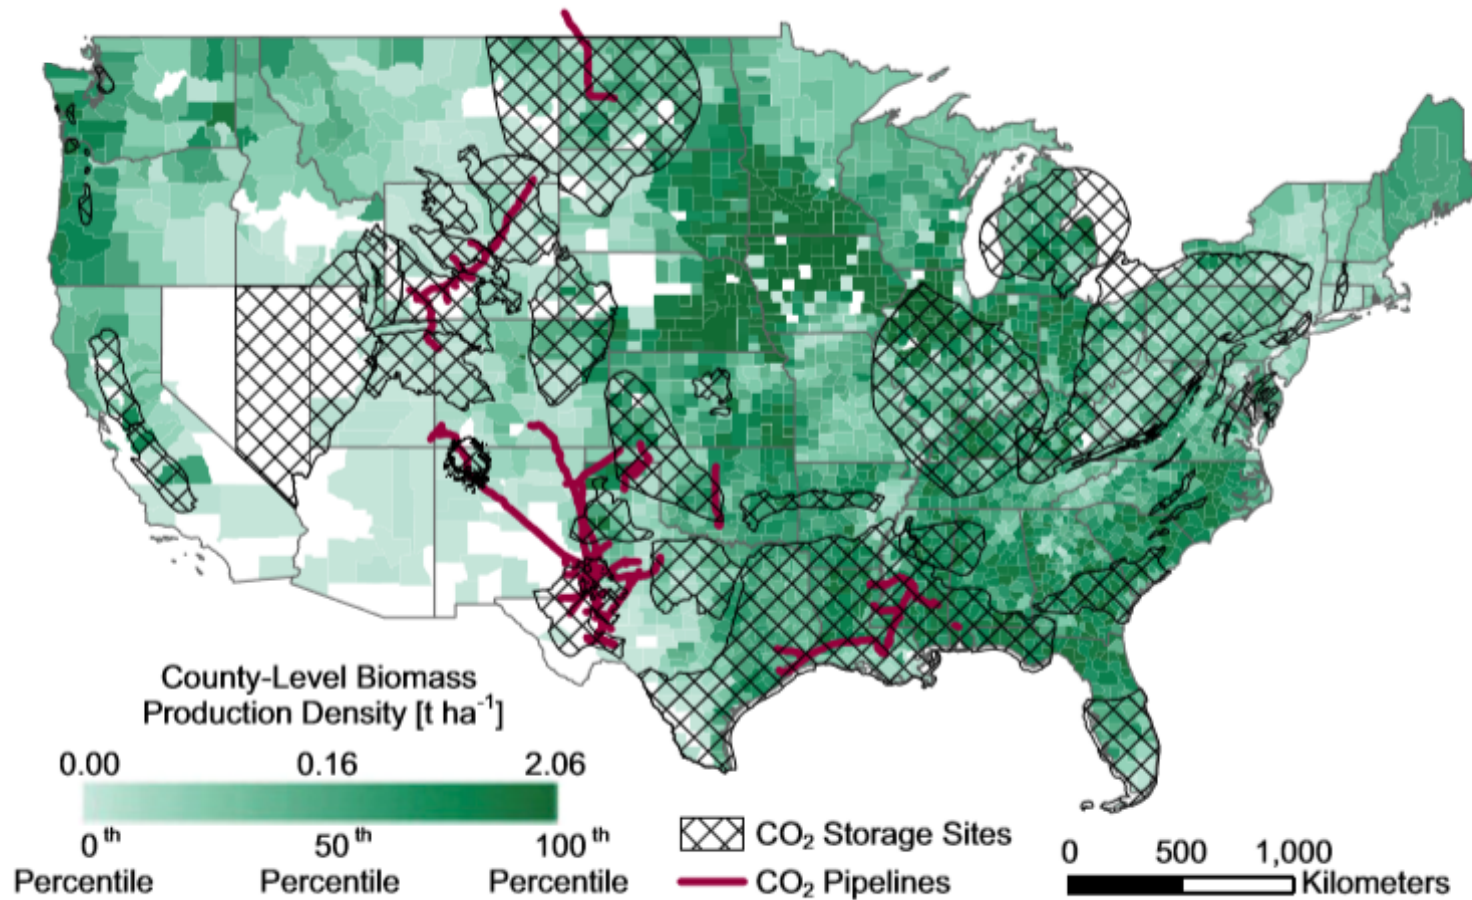 County-Level Biomass
Production Density [t ha⁻¹]
0.00 0.16 2.06
0ᵗʰ 50ᵗʰ 100ᵗʰ
Percentile Percentile Percentile
CO₂ Storage Sites
CO₂ Pipelines
0 500 1,000
Kilometers